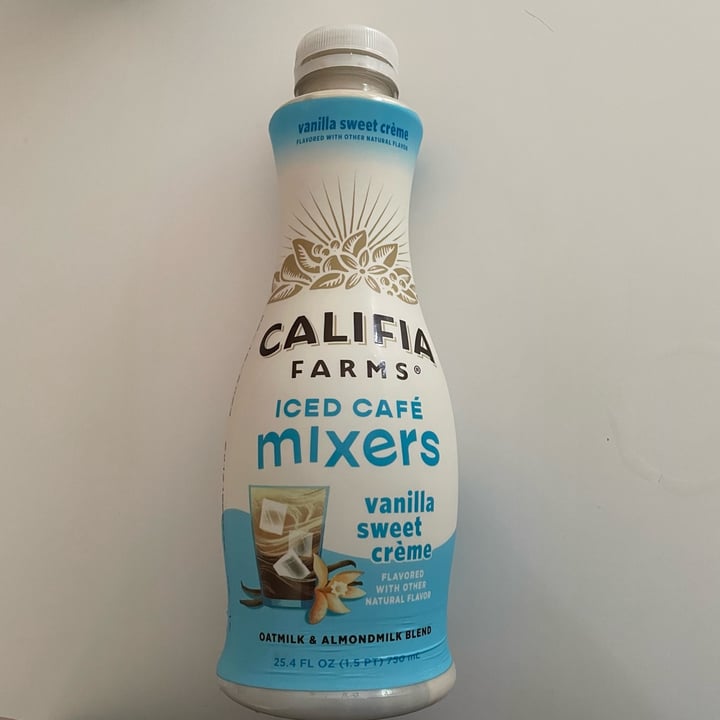 vanilla sweet crème
FLAVORED WITH OTHER NATURAL FLAVOR
CALIFIA
FARMS®
ICED CAFÉ
mIxers
vanilla
sweet
crème
FLAVORED
WITH OTHER
NATURAL FLAVOR
OATMILK & ALMONDMILK BLEND
25.4 FL OZ (1.5 PT) 750 mL